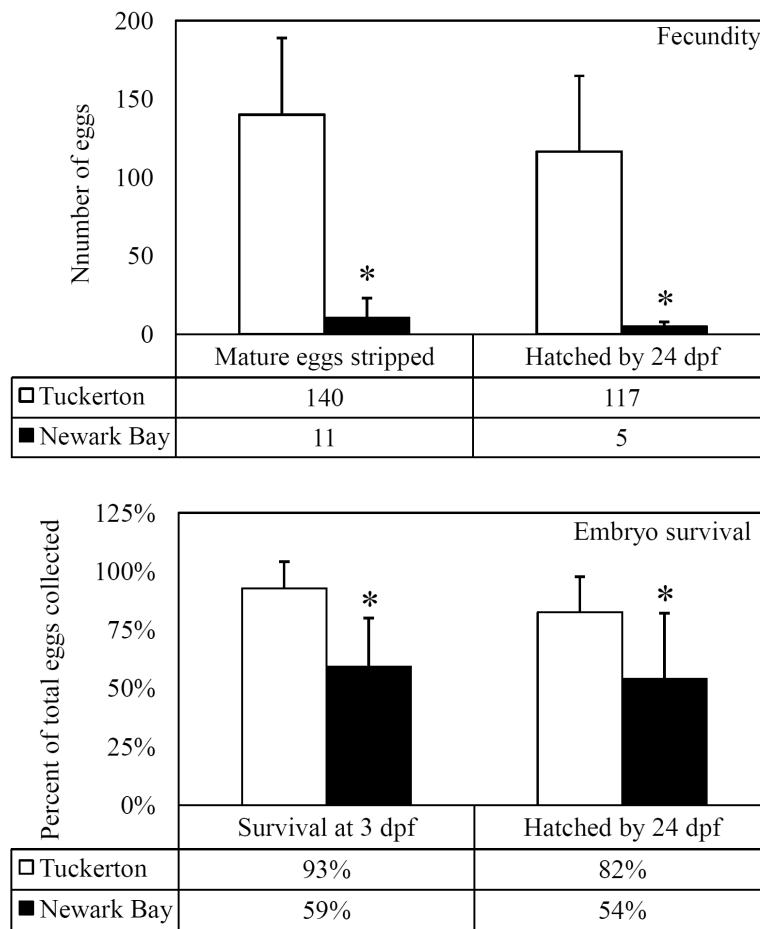 Fecundity
Nnumber of eggs
200
150
100
50
0
*
*
Mature eggs stripped Hatched by 24 dpf
Tuckerton 140 117
Newark Bay 11 5
Embryo survival
Percent of total eggs collected
125%
100%
75%
50%
25%
0%
*
*
Survival at 3 dpf Hatched by 24 dpf
Tuckerton 93% 82%
Newark Bay 59% 54%